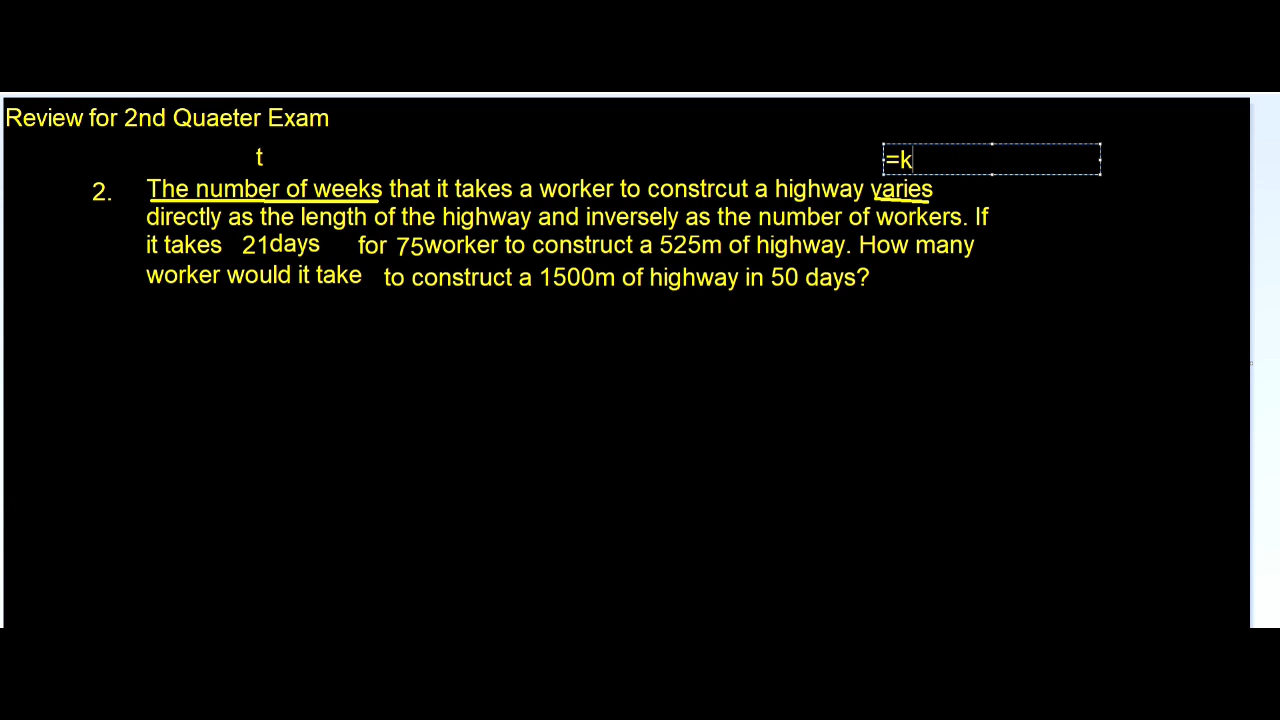 Review for 2nd Quaeter Exam
t
=k
2. The number of weeks that it takes a worker to constrcut a highway varies
directly as the length of the highway and inversely as the number of workers. If
it takes 21days for 75worker to construct a 525m of highway. How many
worker would it take to construct a 1500m of highway in 50 days?